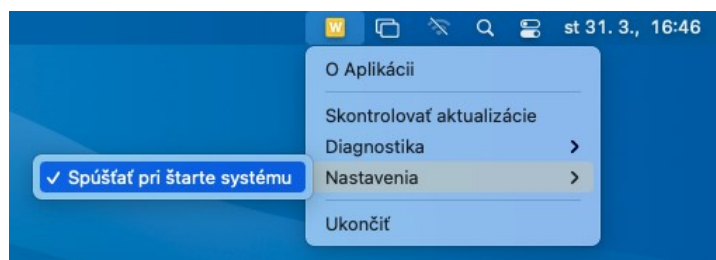 W
st 31. 3., 16:46
O Aplikácii
Skontrolovať aktualizácie
Diagnostika
✓ Spúšťať pri štarte systému
Nastavenia
Ukončiť